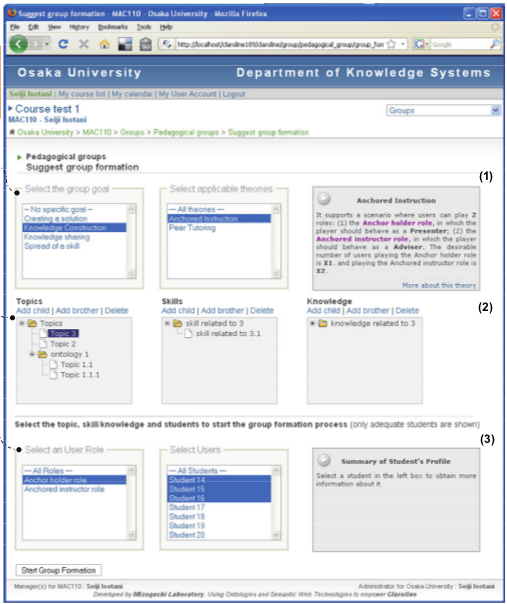 Suggest group formation - MAC110 - Osaka University - Mozilla Firefox
File Edit View History Bookmarks Tools Help
http://localhost/claroline189/claroline/group/pedagogical_group/group_forr
Google
Osaka University Department of Knowledge Systems
Seiji Isotani : My course list | My calendar | My User Account | Logout
Course test 1
Groups
MAC110 - Seiji Isotani
Osaka University > MAC110 > Groups > Pedagogical groups > Suggest group formation
Pedagogical groups
Suggest group formation
(1)
Select the group goal
-- No specific goal --
Creating a solution
Knowledge Construction
Knowledge sharing
Spread of a skill
Select applicable theories
-- All theories --
Anchored Instruction
Peer Tutoring
Anchored Instruction
It supports a scenario where users can play 2
roles: (1) the Anchor holder role, in which the
player should behave as a Presenter; (2) the
Anchored instructor role, in which the player
should behave as a Adviser. The desirable
number of users playing the Anchor holder role
is X1. and playing the Anchored instructor role is
X2.
More about this theory
(2)
Topics
Add child | Add brother | Delete
Topics
Topic 3
Topic 2
ontology 1
Topic 1.1
Topic 1.1.1
Skills
Add child | Add brother | Delete
skill related to 3
skill related to 3.1
Knowledge
Add child | Add brother | Delete
knowledge related to 3
Select the topic, skill/knowledge and students to start the group formation process (only adequate students are shown)
(3)
Select an User Role
-- All Roles --
Anchor holder role
Anchored instructor role
Select Users
-- All Students --
Student 14
Student 15
Student 16
Student 17
Student 18
Student 19
Student 20
Summary of Student's Profile
Select a student in the left box to obtain more
information about it
Start Group Formation
Manager(s) for MAC110 : Seiji Isotani Administrator for Osaka University : Seiji Isotani
Developed by Mizoguchi Laboratory. Using Ontologies and Semantic Web Technologies to empower Claroline